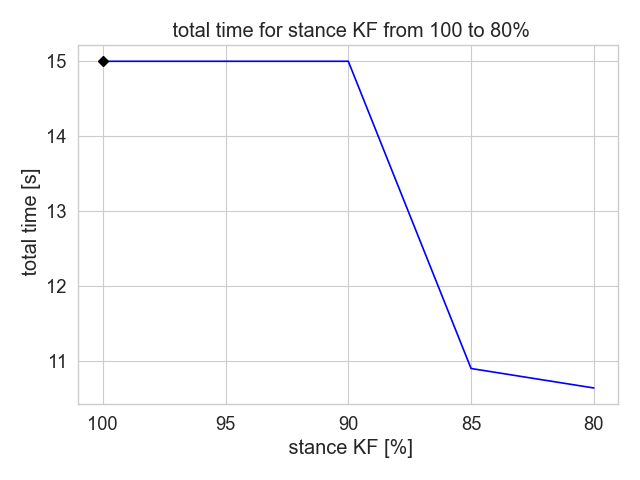 total time for stance KF from 100 to 80%
total time [s]
15
14
13
12
11
100 95 90 85 80
stance KF [%]